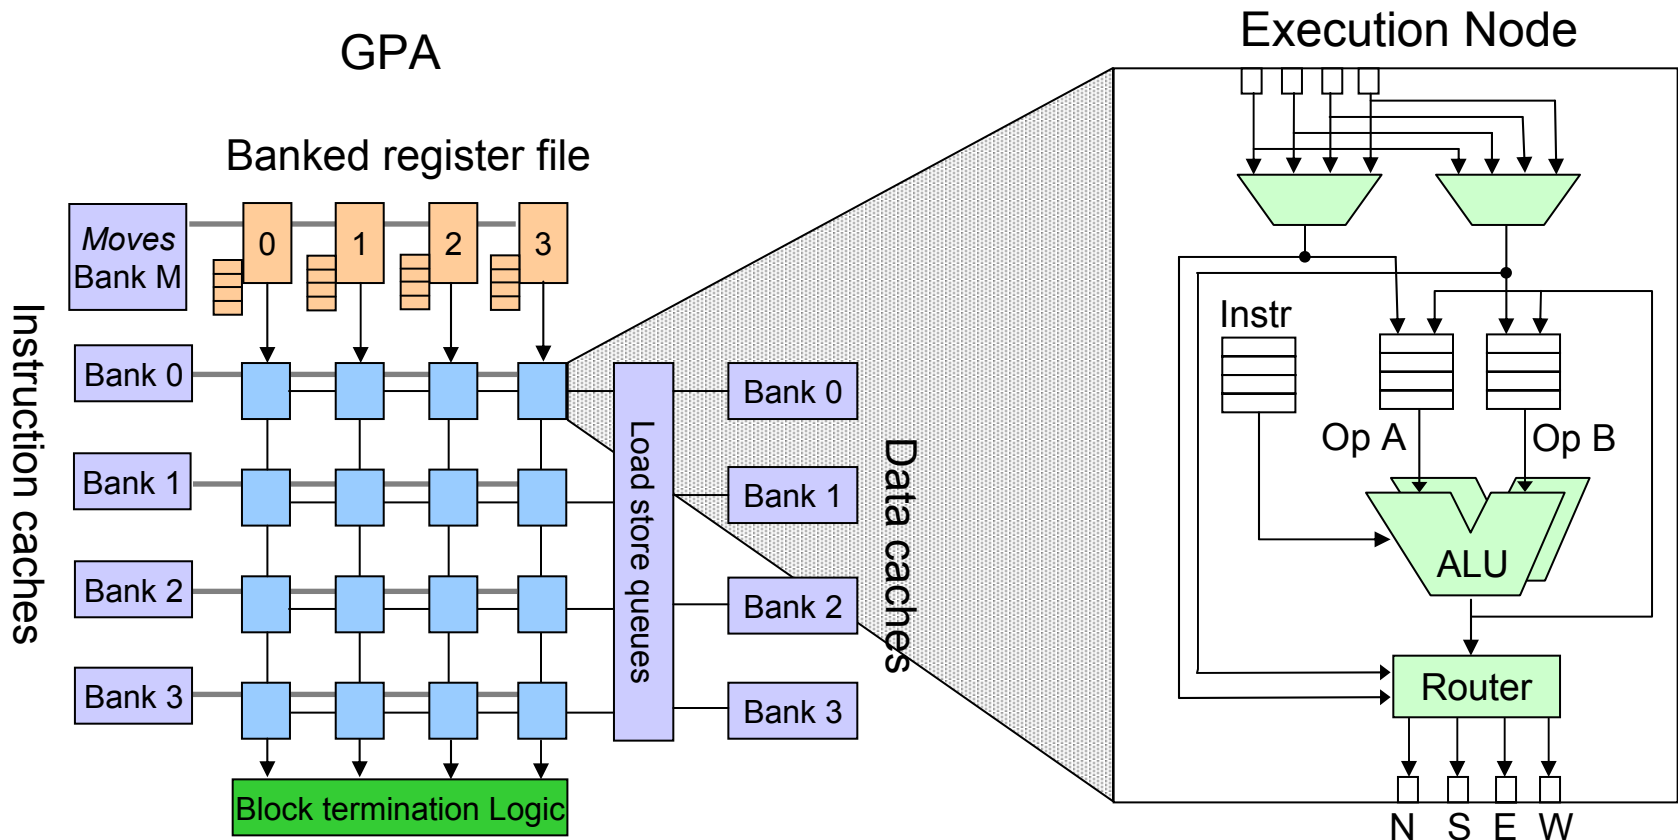 GPA
Execution Node
Banked register file
Moves
Bank M
0
1
2
3
Instruction caches
Bank 0
Bank 1
Bank 2
Bank 3
Load store queues
Bank 0
Bank 1
Bank 2
Bank 3
Data caches
Block termination Logic
Instr
Op A
Op B
ALU
Router
N S E W